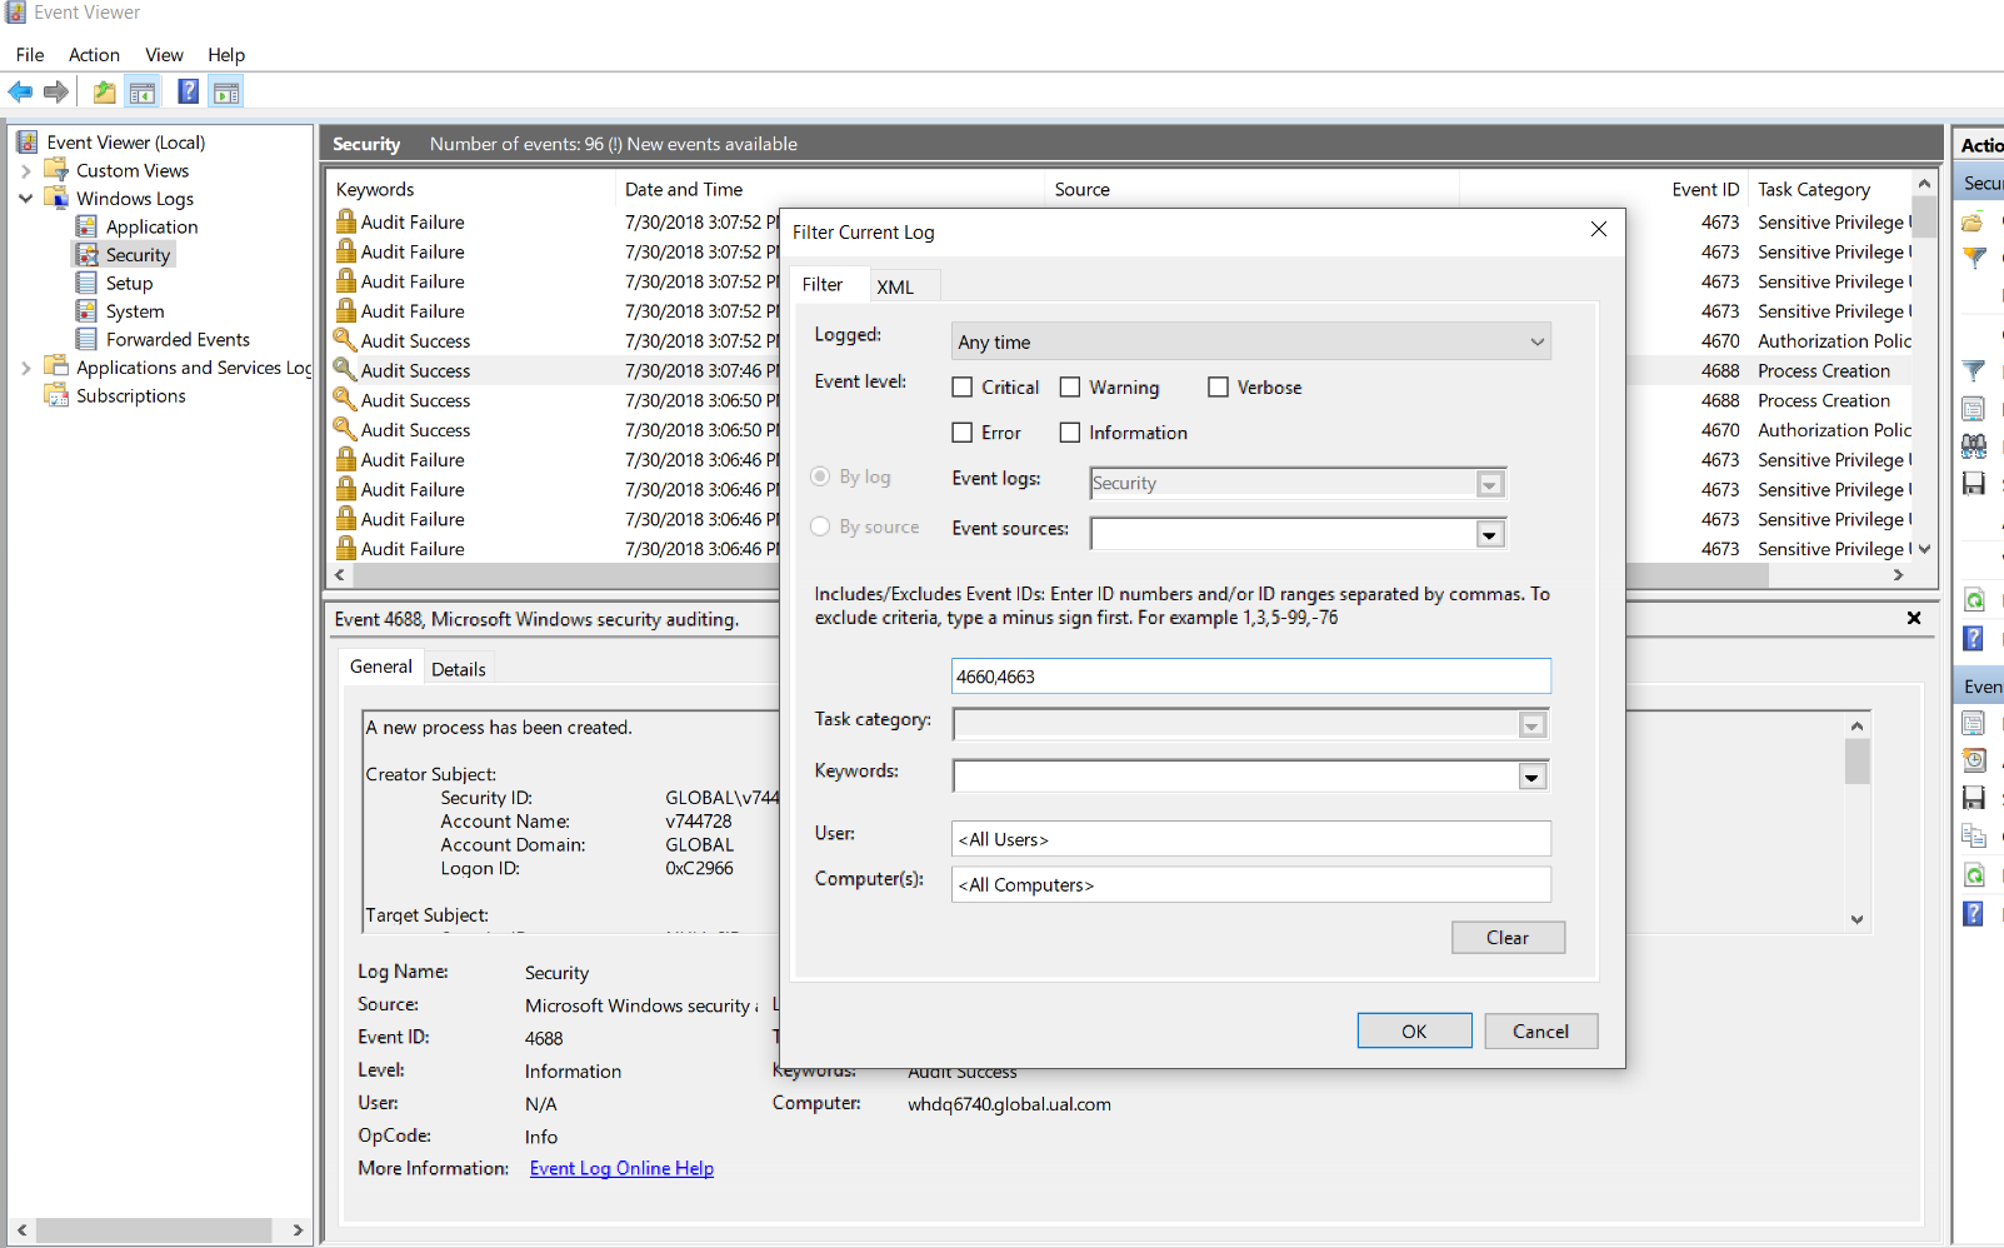 Event Viewer
File Action View Help
Event Viewer (Local)
Custom Views
Windows Logs
Application
Security
Setup
System
Forwarded Events
Applications and Services Log
Subscriptions
Security Number of events: 96 (!) New events available
Keywords Date and Time Source Event ID Task Category
Audit Failure 7/30/2018 3:07:52 4673 Sensitive Privilege
Audit Failure 7/30/2018 3:07:52 4673 Sensitive Privilege
Audit Failure 7/30/2018 3:07:52 4673 Sensitive Privilege
Audit Failure 7/30/2018 3:07:52 4673 Sensitive Privilege
Audit Success 7/30/2018 3:07:52 4670 Authorization Polic
Audit Success 7/30/2018 3:07:46 4688 Process Creation
Audit Success 7/30/2018 3:06:50 4688 Process Creation
Audit Success 7/30/2018 3:06:50 4670 Authorization Polic
Audit Failure 7/30/2018 3:06:46 4673 Sensitive Privilege
Audit Failure 7/30/2018 3:06:46 4673 Sensitive Privilege
Audit Failure 7/30/2018 3:06:46 4673 Sensitive Privilege
Audit Failure 7/30/2018 3:06:46 4673 Sensitive Privilege
Event 4688, Microsoft Windows security auditing.
General Details
A new process has been created.
Creator Subject:
Security ID: GLOBAL\v744
Account Name: v744728
Account Domain: GLOBAL
Logon ID: 0xC2966
Target Subject:
Log Name: Security
Source: Microsoft Windows security
Event ID: 4688
Level: Information Keywords: Audit Success
User: N/A Computer: whdq6740.global.ual.com
OpCode: Info
More Information: Event Log Online Help
Filter Current Log
Filter XML
Logged: Any time
Event level: Critical Warning Verbose
Error Information
By log Event logs: Security
By source Event sources:
Includes/Excludes Event IDs: Enter ID numbers and/or ID ranges separated by commas. To
exclude criteria, type a minus sign first. For example 1,3,5-99,-76
4660,4663
Task category:
Keywords:
User: <All Users>
Computer(s): <All Computers>
Clear
OK Cancel
Actio
Secu
Even